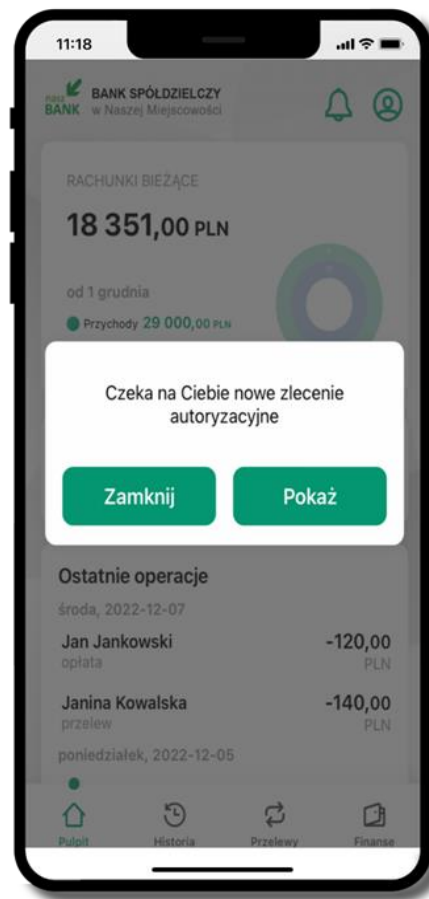 11:18
nasz BANK SPÓŁDZIELCZY
BANK w Naszej Miejscowości
RACHUNKI BIEŻĄCE
18 351,00 PLN
od 1 grudnia
Przychody 29 000,00 PLN
Czeka na Ciebie nowe zlecenie
autoryzacyjne
Zamknij Pokaż
Ostatnie operacje
środa, 2022-12-07
Jan Jankowski -120,00
opłata PLN
Janina Kowalska -140,00
przelew PLN
poniedziałek, 2022-12-05
Pulpit Historia Przelewy Finanse